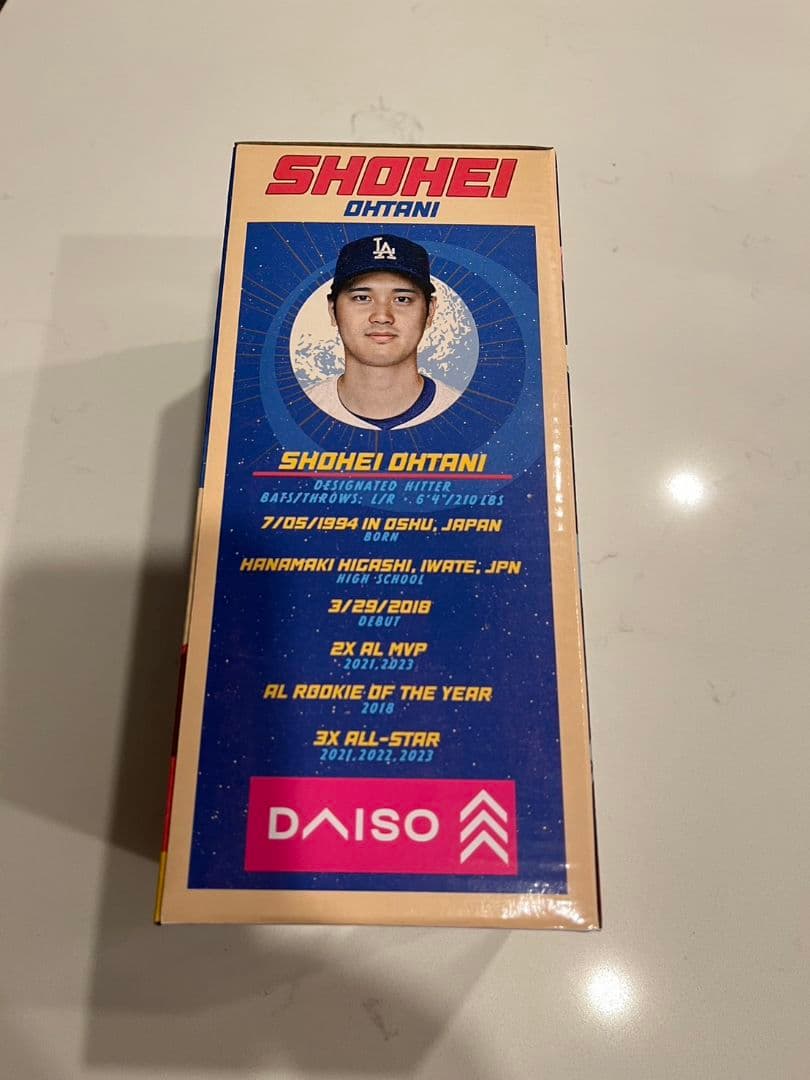 SHOHEI
OHTANI
LA
SHOHEI OHTANI
DESIGNATED HITTER
BATS/THROWS: L/R · 6'4"/210 LBS
7/05/1994 IN OSHU, JAPAN
BORN
HANAMAKI HIGASHI, IWATE, JPN
HIGH SCHOOL
3/29/2018
DEBUT
2X AL MVP
2021,2023
AL ROOKIE OF THE YEAR
2018
3X ALL-STAR
2021,2022,2023
DAISO